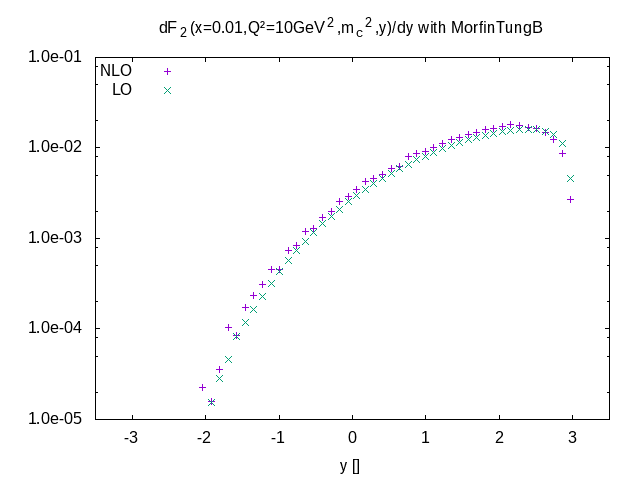 dF₂(x=0.01,Q²=10GeV²,m_c²,y)/dy with MorfinTungB
1.0e-01
NLO
LO
1.0e-02
1.0e-03
1.0e-04
1.0e-05
-3 -2 -1 0 1 2 3
y []